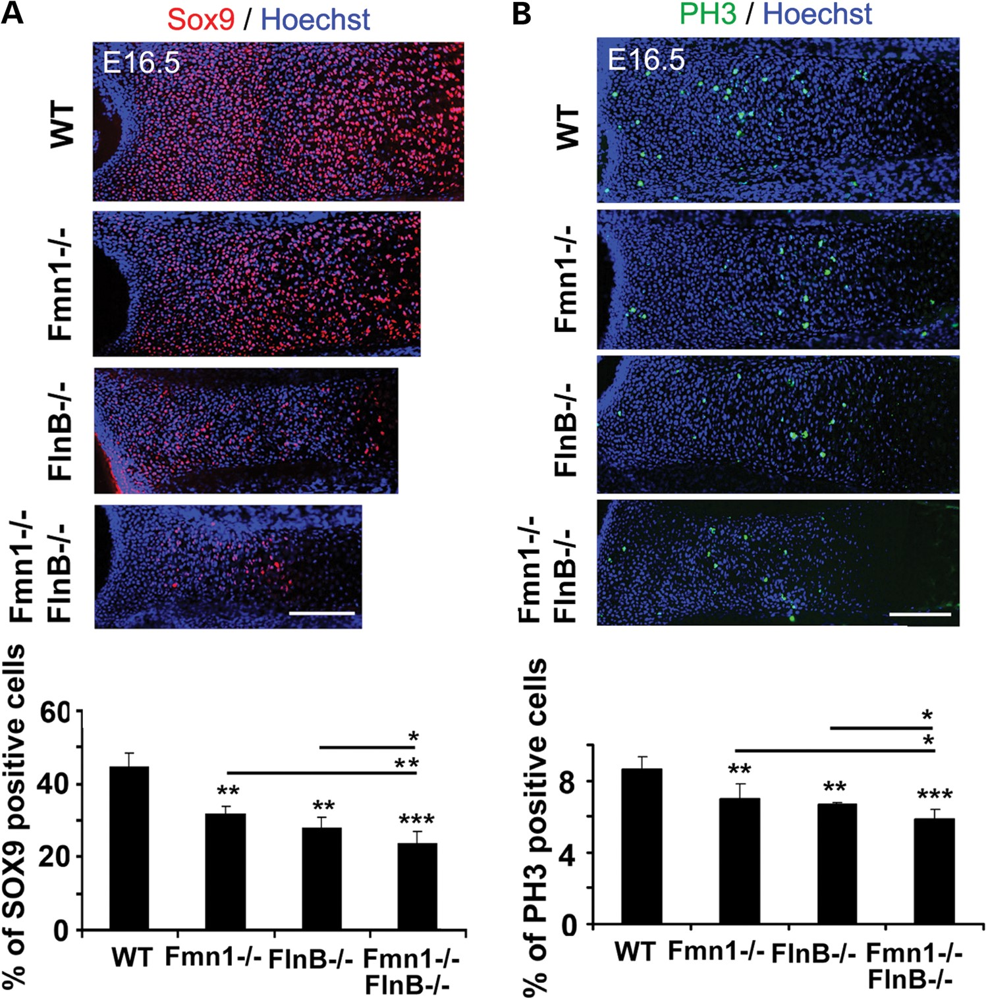 A
Sox9 / Hoechst
E16.5
WT
Fmn1-/-
FlnB-/-
Fmn1-/-
FlnB-/-
% of SOX9 positive cells
60
40
20
0
*
**
**
**
***
WT
Fmn1-/-
FlnB-/-
Fmn1-/-
FlnB-/-
B
PH3 / Hoechst
E16.5
WT
Fmn1-/-
FlnB-/-
Fmn1-/-
FlnB-/-
% of PH3 positive cells
8
4
0
*
*
**
**
***
WT
Fmn1-/-
FlnB-/-
Fmn1-/-
FlnB-/-